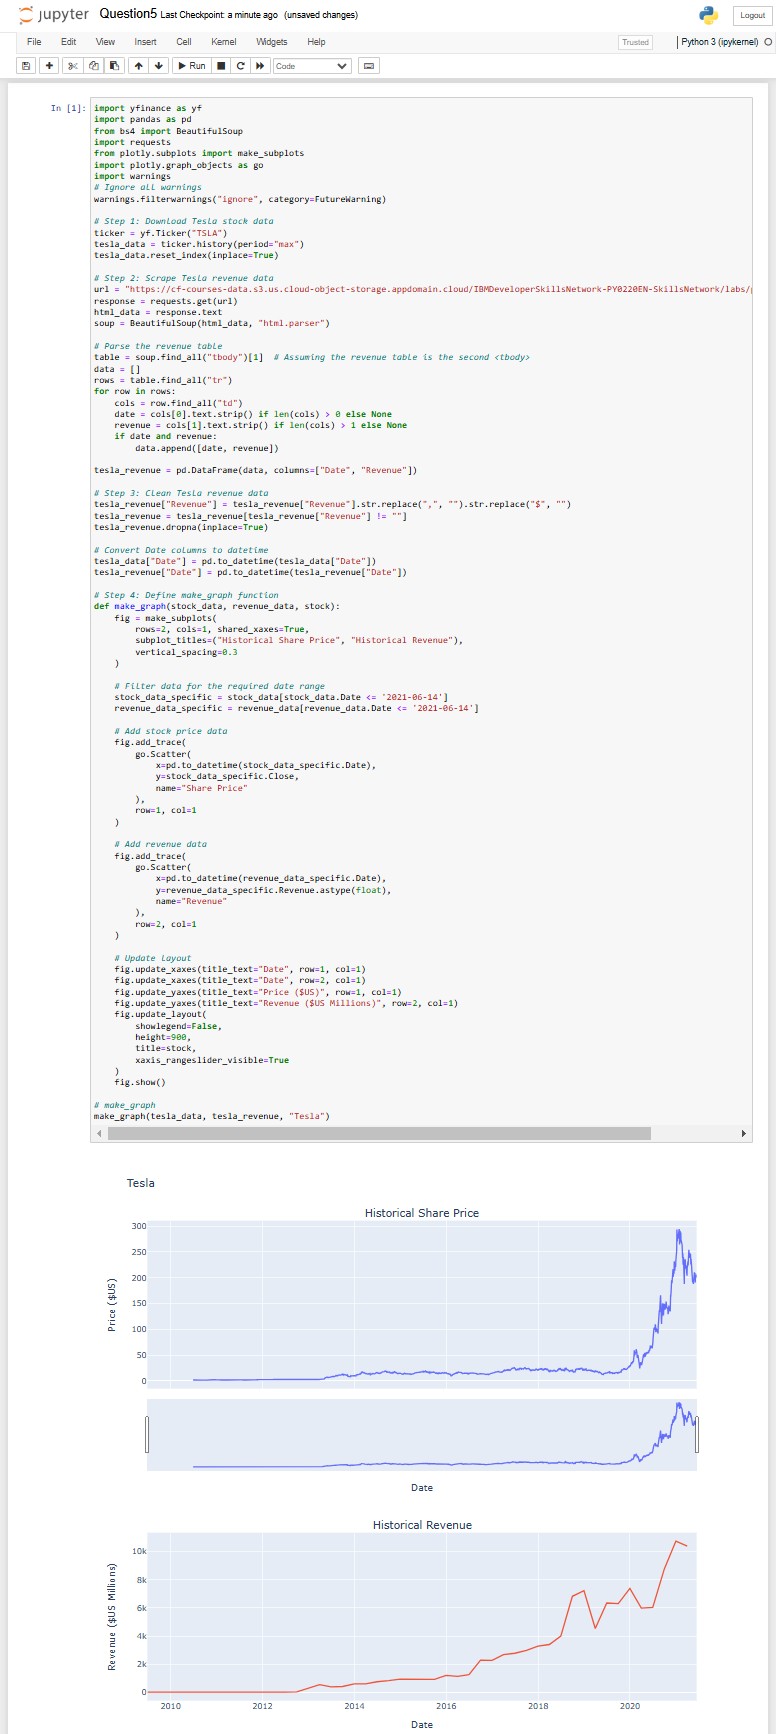 jupyter Question5 Last Checkpoint: a minute ago (unsaved changes)
Logout
File Edit View Insert Cell Kernel Widgets Help
Trusted
Python 3 (ipykernel)
Run
Code
In [1]:
import yfinance as yf
import pandas as pd
from bs4 import BeautifulSoup
import requests
from plotly.subplots import make_subplots
import plotly.graph_objects as go
import warnings
# Ignore all warnings
warnings.filterwarnings("ignore", category=FutureWarning)

# Step 1: Download Tesla stock data
ticker = yf.Ticker("TSLA")
tesla_data = ticker.history(period="max")
tesla_data.reset_index(inplace=True)

# Step 2: Scrape Tesla revenue data
url = "https://cf-courses-data.s3.us.cloud-object-storage.appdomain.cloud/IBMDeveloperSkillsNetwork-PY0220EN-SkillsNetwork/labs/
response = requests.get(url)
html_data = response.text
soup = BeautifulSoup(html_data, "html.parser")

# Parse the revenue table
table = soup.find_all("tbody")[1]  # Assuming the revenue table is the second <tbody>
data = []
rows = table.find_all("tr")
for row in rows:
    cols = row.find_all("td")
    date = cols[0].text.strip() if len(cols) > 0 else None
    revenue = cols[1].text.strip() if len(cols) > 1 else None
    if date and revenue:
        data.append([date, revenue])

tesla_revenue = pd.DataFrame(data, columns=["Date", "Revenue"])

# Step 3: Clean Tesla revenue data
tesla_revenue["Revenue"] = tesla_revenue["Revenue"].str.replace(",", "").str.replace("$", "")
tesla_revenue = tesla_revenue[tesla_revenue["Revenue"] != ""]
tesla_revenue.dropna(inplace=True)

# Convert Date columns to datetime
tesla_data["Date"] = pd.to_datetime(tesla_data["Date"])
tesla_revenue["Date"] = pd.to_datetime(tesla_revenue["Date"])

# Step 4: Define make_graph function
def make_graph(stock_data, revenue_data, stock):
    fig = make_subplots(
        rows=2, cols=1, shared_xaxes=True,
        subplot_titles=("Historical Share Price", "Historical Revenue"),
        vertical_spacing=0.3
    )

    # Filter data for the required date range
    stock_data_specific = stock_data[stock_data.Date <= '2021-06-14']
    revenue_data_specific = revenue_data[revenue_data.Date <= '2021-06-14']

    # Add stock price data
    fig.add_trace(
        go.Scatter(
            x=pd.to_datetime(stock_data_specific.Date),
            y=stock_data_specific.Close,
            name="Share Price"
        ),
        row=1, col=1
    )

    # Add revenue data
    fig.add_trace(
        go.Scatter(
            x=pd.to_datetime(revenue_data_specific.Date),
            y=revenue_data_specific.Revenue.astype(float),
            name="Revenue"
        ),
        row=2, col=1
    )

    # Update layout
    fig.update_xaxes(title_text="Date", row=1, col=1)
    fig.update_xaxes(title_text="Date", row=2, col=1)
    fig.update_yaxes(title_text="Price ($US)", row=1, col=1)
    fig.update_yaxes(title_text="Revenue ($US Millions)", row=2, col=1)
    fig.update_layout(
        showlegend=False,
        height=900,
        title=stock,
        xaxis_rangeslider_visible=True
    )
    fig.show()

# make_graph
make_graph(tesla_data, tesla_revenue, "Tesla")
Tesla
Historical Share Price
300
250
200
150
100
50
0
Price ($US)
Date
Historical Revenue
10k
8k
6k
4k
2k
0
Revenue ($US Millions)
2010 2012 2014 2016 2018 2020
Date